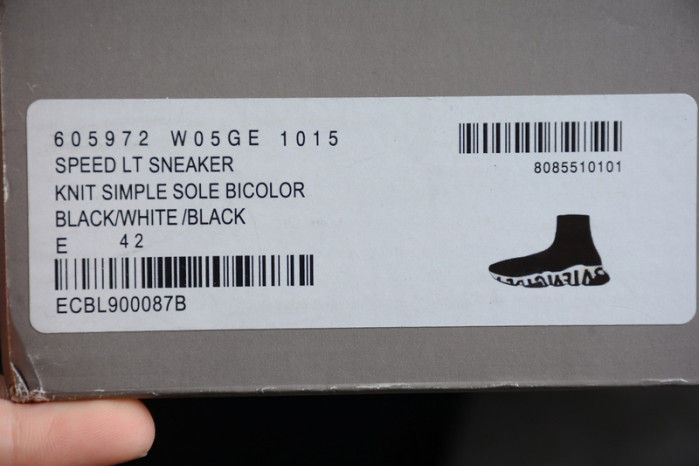 605972 W05GE 1015
SPEED LT SNEAKER
KNIT SIMPLE SOLE BICOLOR
BLACK/WHITE /BLACK
E 42
ECBL900087B
8085510101